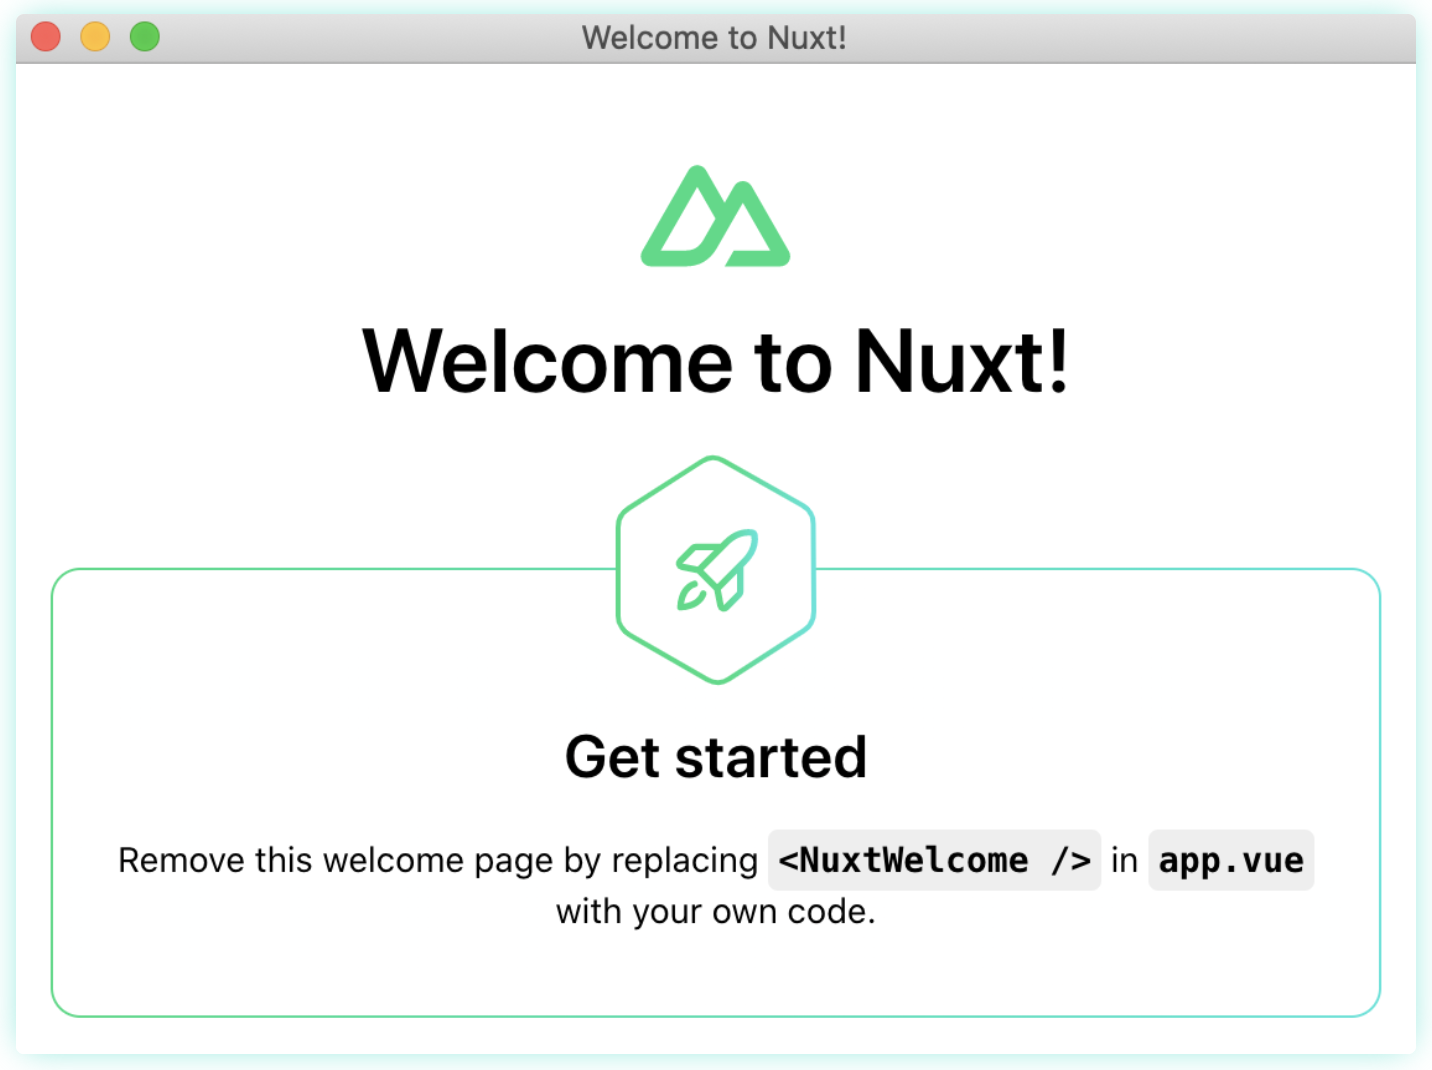 Welcome to Nuxt!
Welcome to Nuxt!
Get started
Remove this welcome page by replacing <NuxtWelcome /> in app.vue
with your own code.